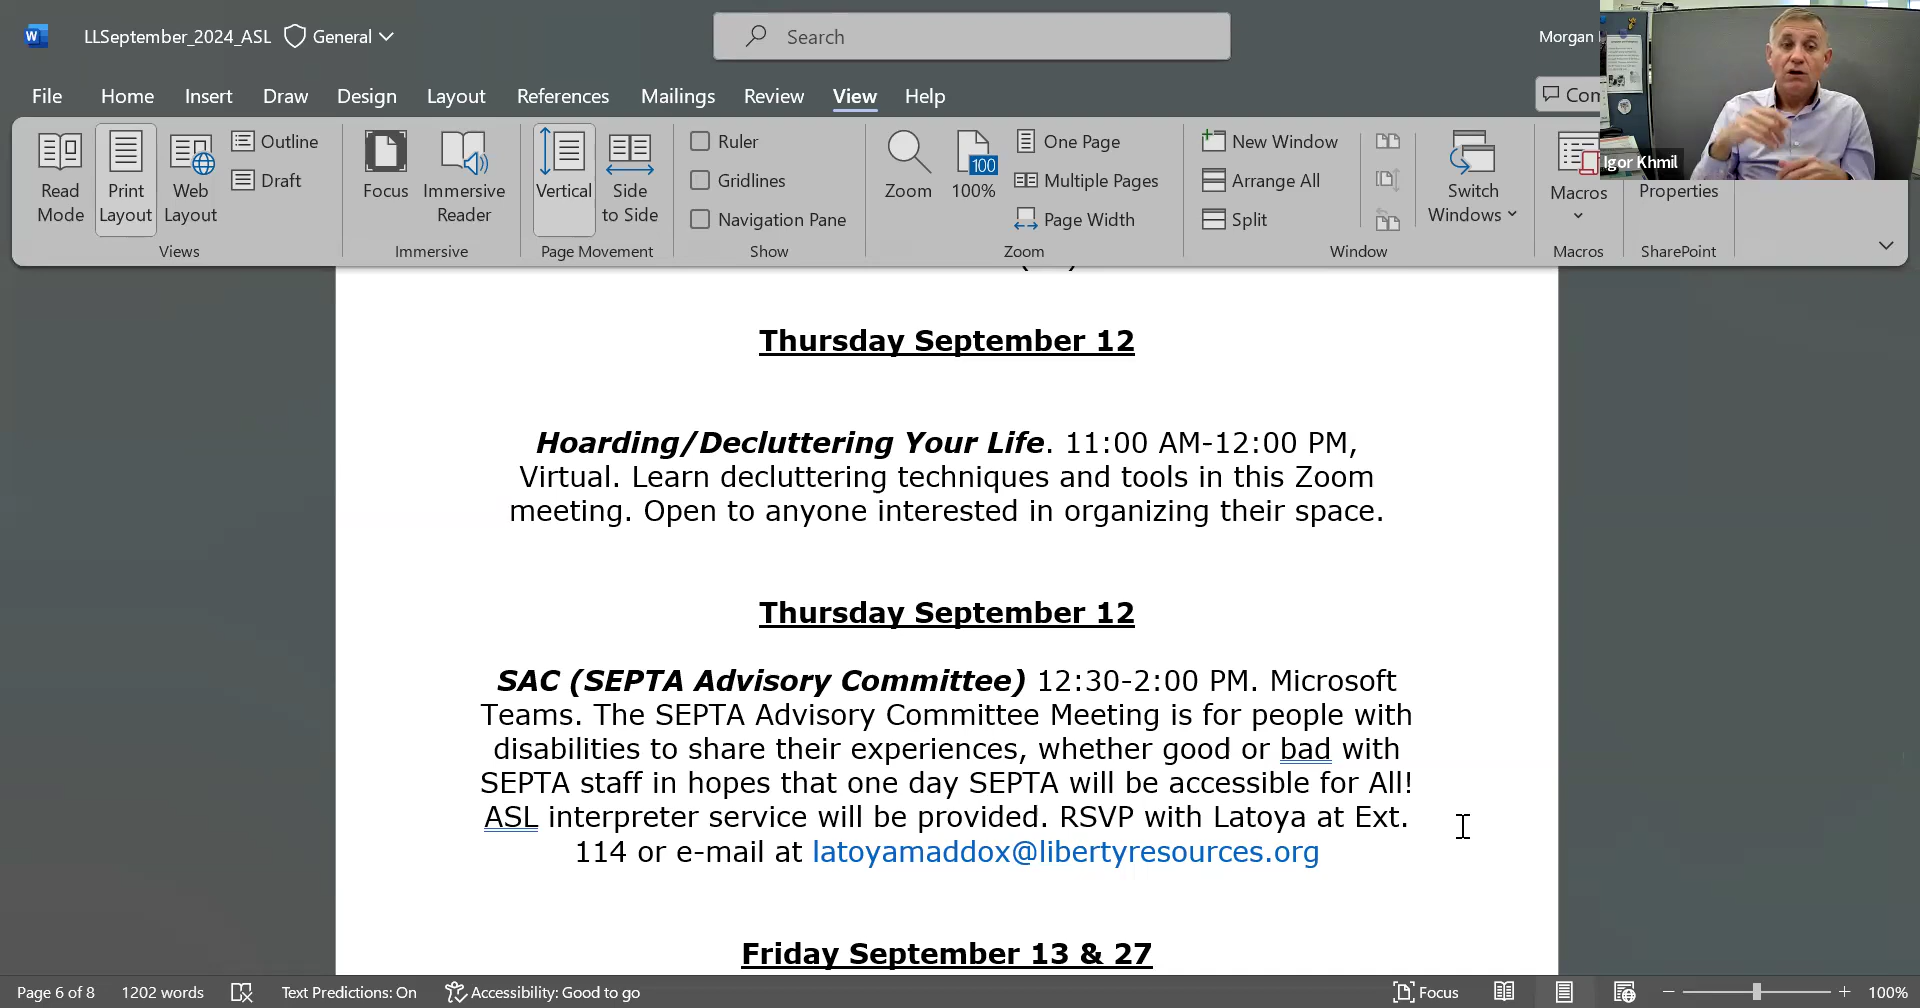 LLSeptember_2024_ASL General
Search
Morgan
File Home Insert Draw Design Layout References Mailings Review View Help
Read Mode
Print Layout
Web Layout
Outline
Draft
Views
Focus
Immersive Reader
Immersive
Vertical
Side to Side
Page Movement
Ruler
Gridlines
Navigation Pane
Show
Zoom
100
100%
One Page
Multiple Pages
Page Width
Zoom
New Window
Arrange All
Split
Switch Windows
Window
Macros
Macros
Properties
SharePoint
Igor Khmil
Thursday September 12
Hoarding/Decluttering Your Life. 11:00 AM-12:00 PM,
Virtual. Learn decluttering techniques and tools in this Zoom
meeting. Open to anyone interested in organizing their space.
Thursday September 12
SAC (SEPTA Advisory Committee) 12:30-2:00 PM. Microsoft
Teams. The SEPTA Advisory Committee Meeting is for people with
disabilities to share their experiences, whether good or bad with
SEPTA staff in hopes that one day SEPTA will be accessible for All!
ASL interpreter service will be provided. RSVP with Latoya at Ext.
114 or e-mail at latoyamaddox@libertyresources.org
Friday September 13 & 27
Page 6 of 8 1202 words Text Predictions: On Accessibility: Good to go Focus 100%